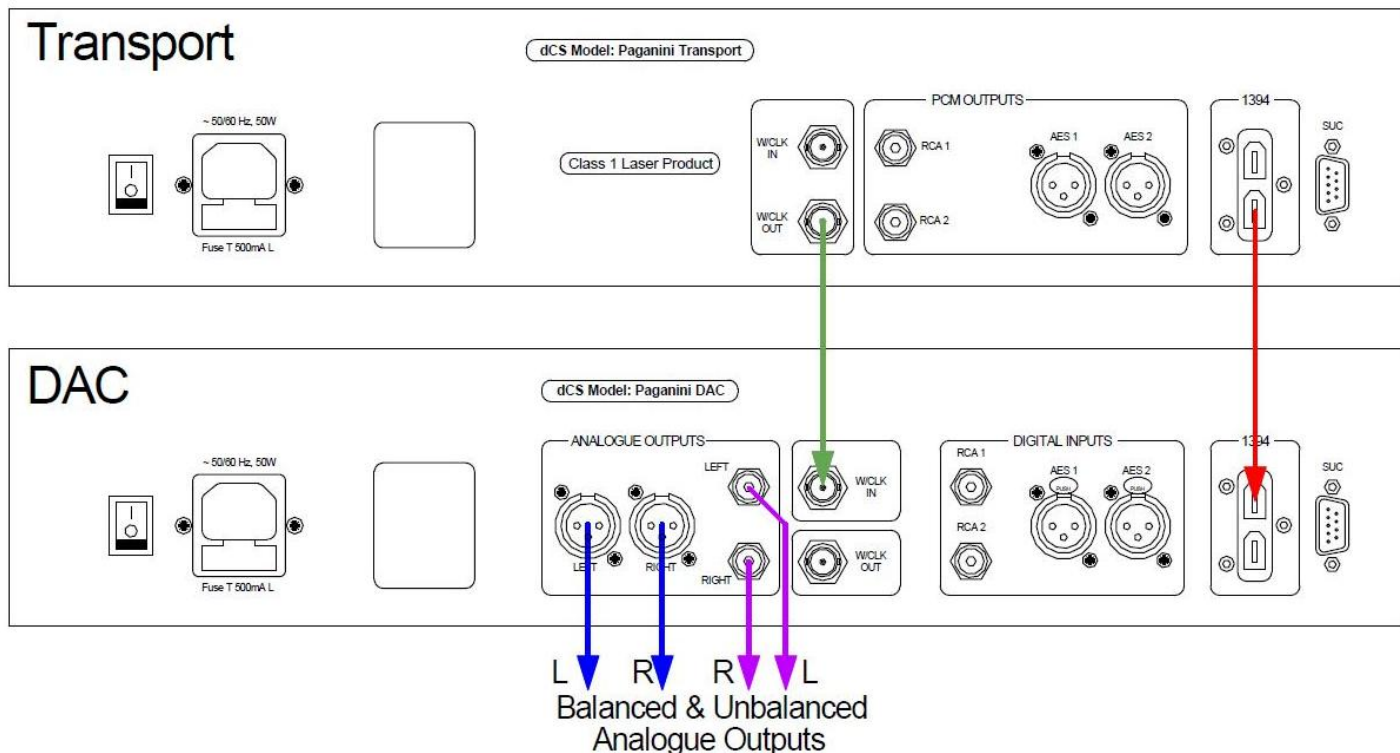 Transport
dCS Model: Paganini Transport
~ 50/60 Hz, 50W
Fuse T 500mA L
Class 1 Laser Product
W/CLK
IN
W/CLK
OUT
PCM OUTPUTS
RCA 1
RCA 2
AES 1
AES 2
1394
SUC
DAC
dCS Model: Paganini DAC
~ 50/60 Hz, 50W
Fuse T 500mA L
ANALOGUE OUTPUTS
LEFT
RIGHT
LEFT
RIGHT
W/CLK
IN
W/CLK
OUT
DIGITAL INPUTS
RCA 1
RCA 2
AES 1
PUSH
AES 2
PUSH
1394
SUC
L
R
R
L
Balanced & Unbalanced
Analogue Outputs